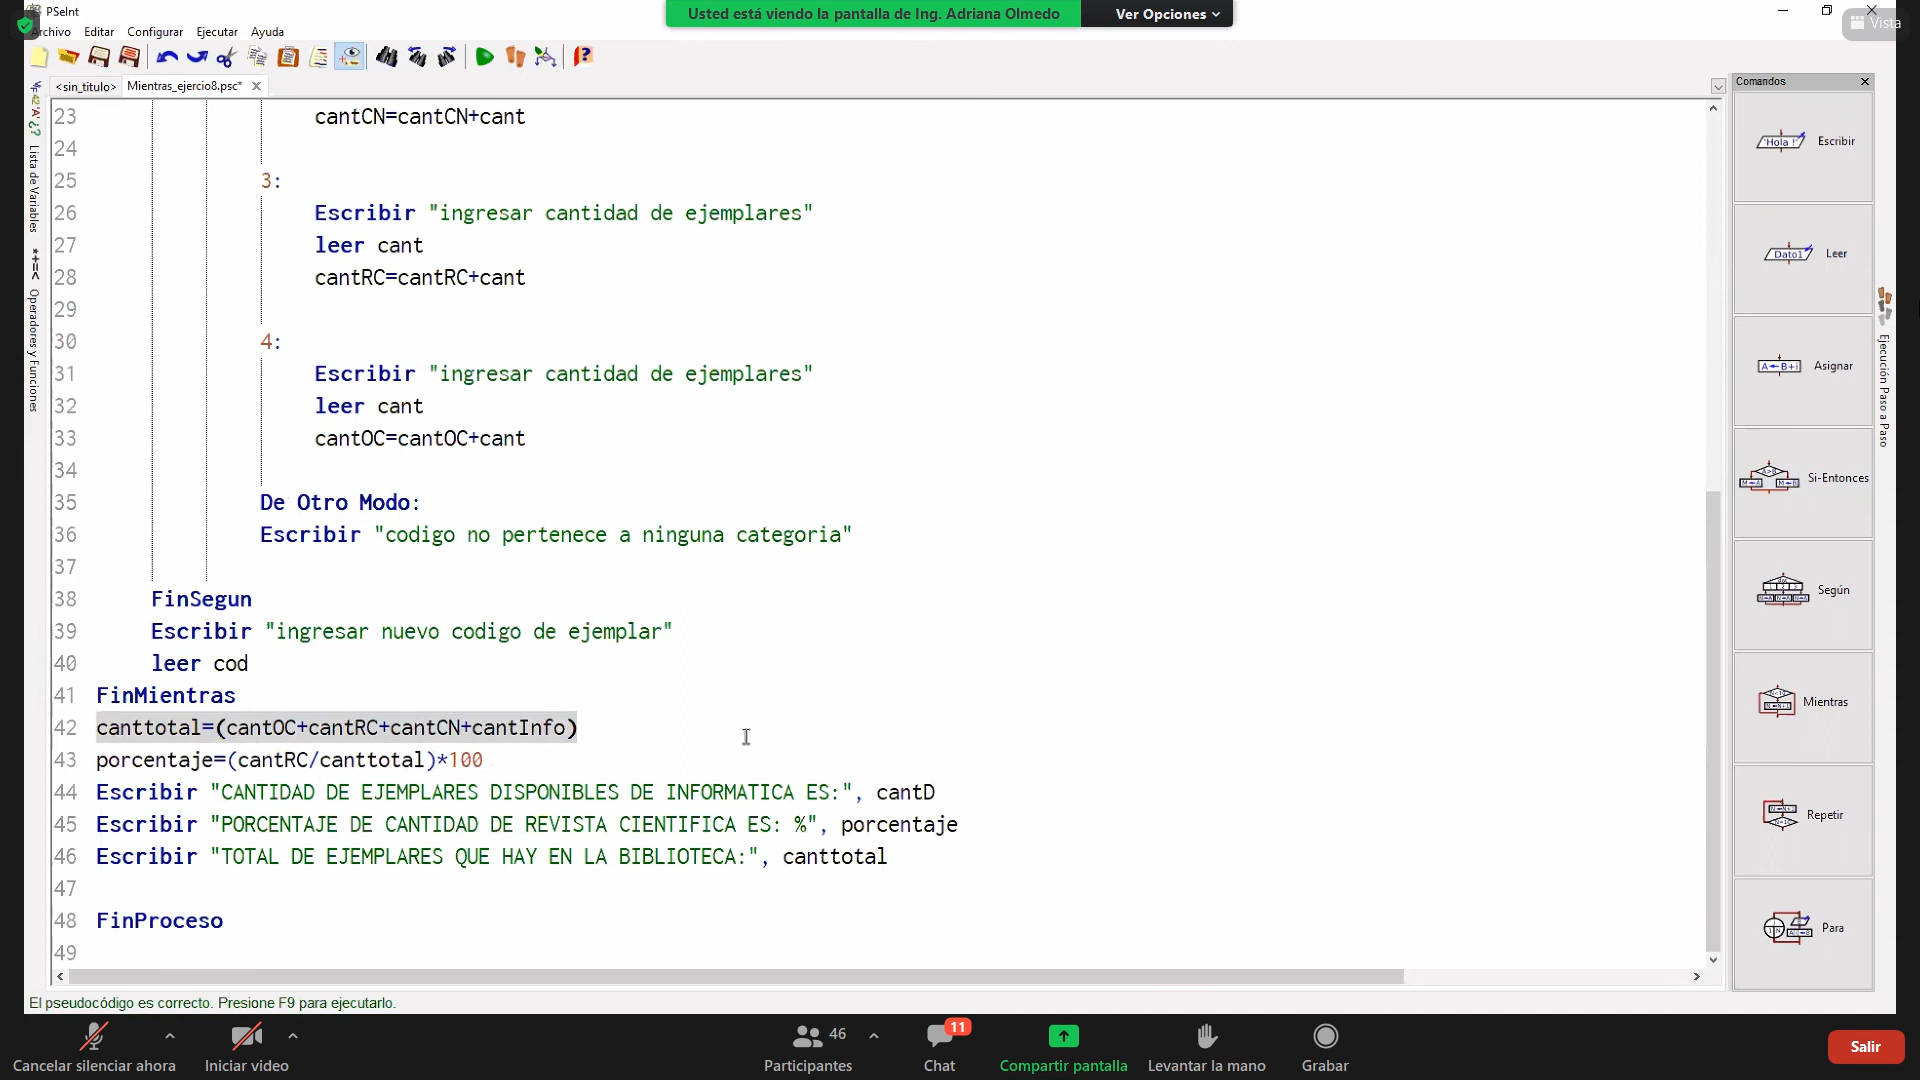 PSeInt
Usted está viendo la pantalla de Ing. Adriana Olmedo
Ver Opciones
Vista
Archivo Editar Configurar Ejecutar Ayuda
<sin_titulo> Mientras_ejercio8.psc*
Comandos
23 cantCN=cantCN+cant
24
25 3:
26 Escribir "ingresar cantidad de ejemplares"
27 leer cant
28 cantRC=cantRC+cant
29
30 4:
31 Escribir "ingresar cantidad de ejemplares"
32 leer cant
33 cantOC=cantOC+cant
34
35 De Otro Modo:
36 Escribir "codigo no pertenece a ninguna categoria"
37
38 FinSegun
39 Escribir "ingresar nuevo codigo de ejemplar"
40 leer cod
41 FinMientras
42 canttotal=(cantOC+cantRC+cantCN+cantInfo)
43 porcentaje=(cantRC/canttotal)*100
44 Escribir "CANTIDAD DE EJEMPLARES DISPONIBLES DE INFORMATICA ES:", cantD
45 Escribir "PORCENTAJE DE CANTIDAD DE REVISTA CIENTIFICA ES: %", porcentaje
46 Escribir "TOTAL DE EJEMPLARES QUE HAY EN LA BIBLIOTECA:", canttotal
47
48 FinProceso
49
Lista de Variables
*+=< Operadores y Funciones
'Hola !' Escribir
Dato1 Leer
A←B+i Asignar
Si-Entonces
Según
Mientras
Repetir
Para
Ejecución Paso a Paso
El pseudocódigo es correcto. Presione F9 para ejecutarlo.
Cancelar silenciar ahora
Iniciar video
46
Participantes
11
Chat
Compartir pantalla
Levantar la mano
Grabar
Salir